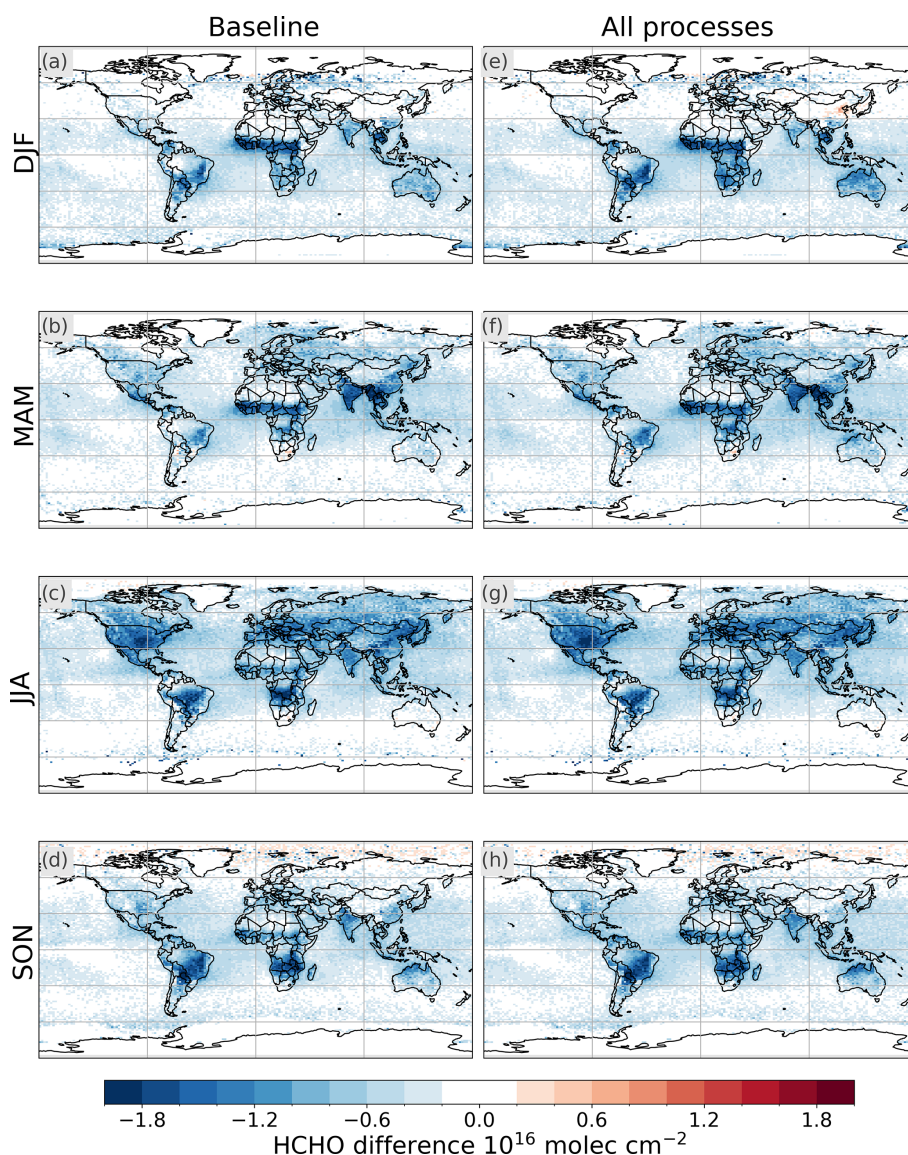 Baseline All processes
(a) (e)
DJF
(b) (f)
MAM
(c) (g)
JJA
(d) (h)
SON
−1.8 −1.2 −0.6 0.0 0.6 1.2 1.8
HCHO difference 10¹⁶ molec cm⁻²